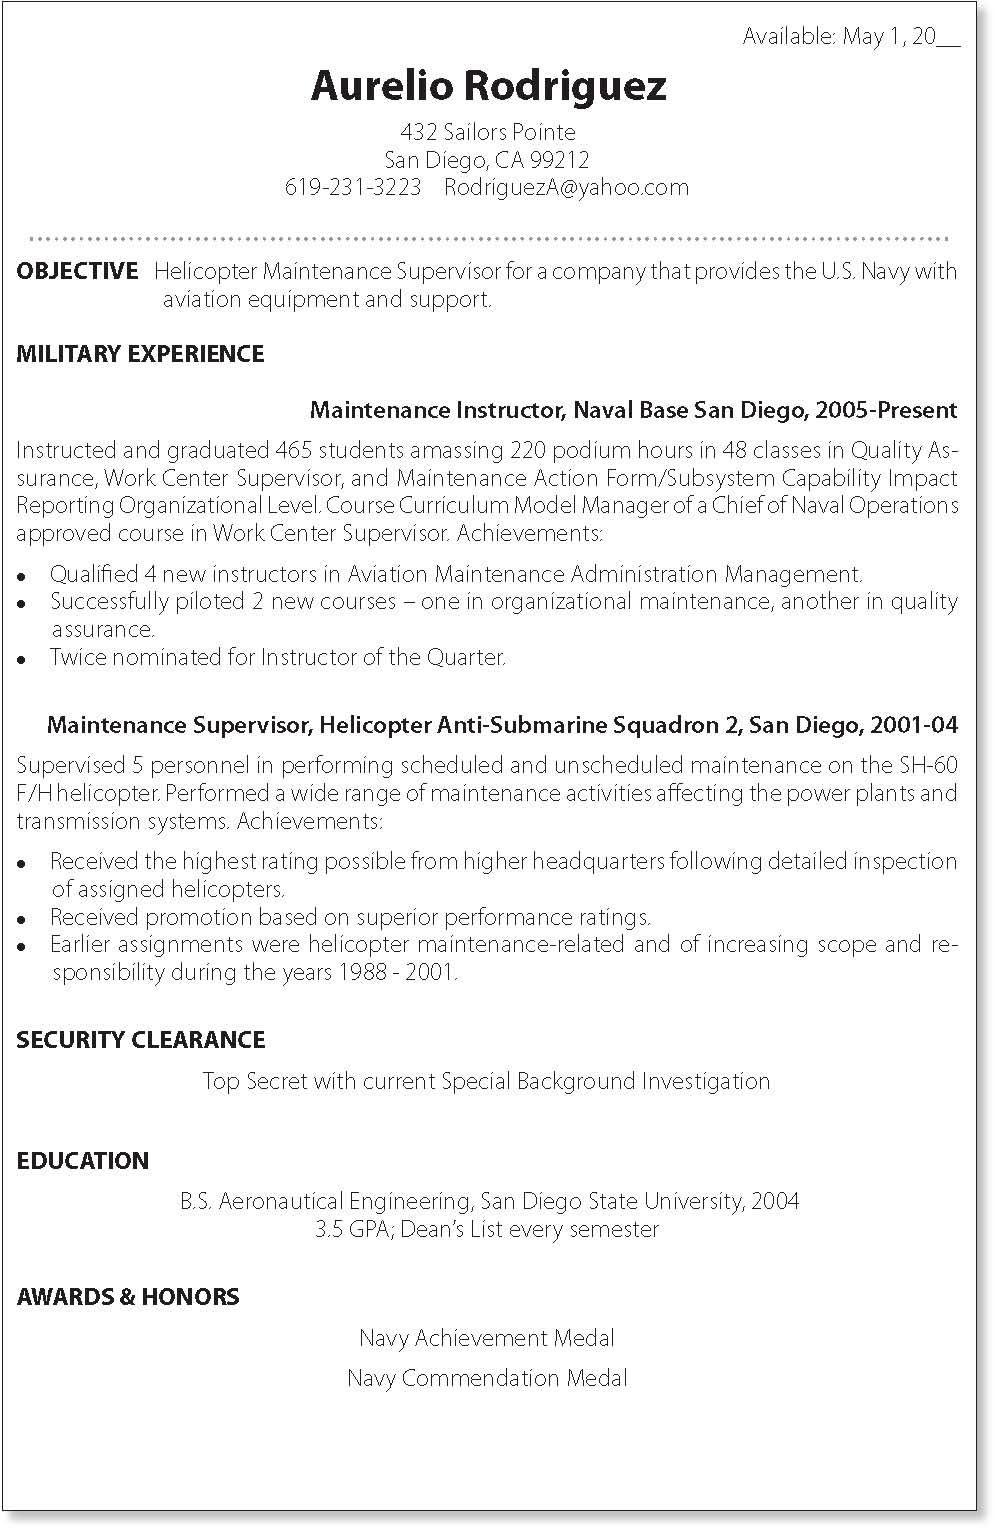 Available: May 1, 20__
Aurelio Rodriguez
432 Sailors Pointe
San Diego, CA 99212
619-231-3223 RodriguezA@yahoo.com
OBJECTIVE Helicopter Maintenance Supervisor for a company that provides the U.S. Navy with
aviation equipment and support.
MILITARY EXPERIENCE
Maintenance Instructor, Naval Base San Diego, 2005-Present
Instructed and graduated 465 students amassing 220 podium hours in 48 classes in Quality As-
surance, Work Center Supervisor, and Maintenance Action Form/Subsystem Capability Impact
Reporting Organizational Level. Course Curriculum Model Manager of a Chief of Naval Operations
approved course in Work Center Supervisor. Achievements:
• Qualified 4 new instructors in Aviation Maintenance Administration Management.
• Successfully piloted 2 new courses – one in organizational maintenance, another in quality
assurance.
• Twice nominated for Instructor of the Quarter.
Maintenance Supervisor, Helicopter Anti-Submarine Squadron 2, San Diego, 2001-04
Supervised 5 personnel in performing scheduled and unscheduled maintenance on the SH-60
F/H helicopter. Performed a wide range of maintenance activities affecting the power plants and
transmission systems. Achievements:
• Received the highest rating possible from higher headquarters following detailed inspection
of assigned helicopters.
• Received promotion based on superior performance ratings.
• Earlier assignments were helicopter maintenance-related and of increasing scope and re-
sponsibility during the years 1988 - 2001.
SECURITY CLEARANCE
Top Secret with current Special Background Investigation
EDUCATION
B.S. Aeronautical Engineering, San Diego State University, 2004
3.5 GPA; Dean’s List every semester
AWARDS & HONORS
Navy Achievement Medal
Navy Commendation Medal